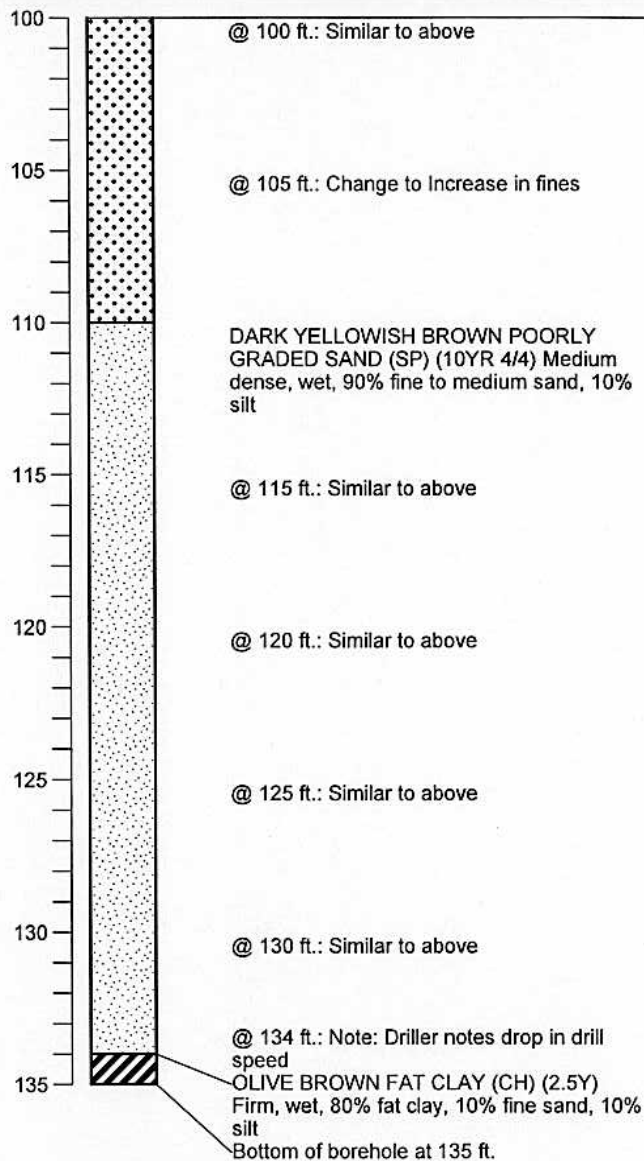 100
@ 100 ft.: Similar to above
105
@ 105 ft.: Change to Increase in fines
110
DARK YELLOWISH BROWN POORLY
GRADED SAND (SP) (10YR 4/4) Medium
dense, wet, 90% fine to medium sand, 10%
silt
115
@ 115 ft.: Similar to above
120
@ 120 ft.: Similar to above
125
@ 125 ft.: Similar to above
130
@ 130 ft.: Similar to above
@ 134 ft.: Note: Driller notes drop in drill
speed
135
OLIVE BROWN FAT CLAY (CH) (2.5Y)
Firm, wet, 80% fat clay, 10% fine sand, 10%
silt
Bottom of borehole at 135 ft.